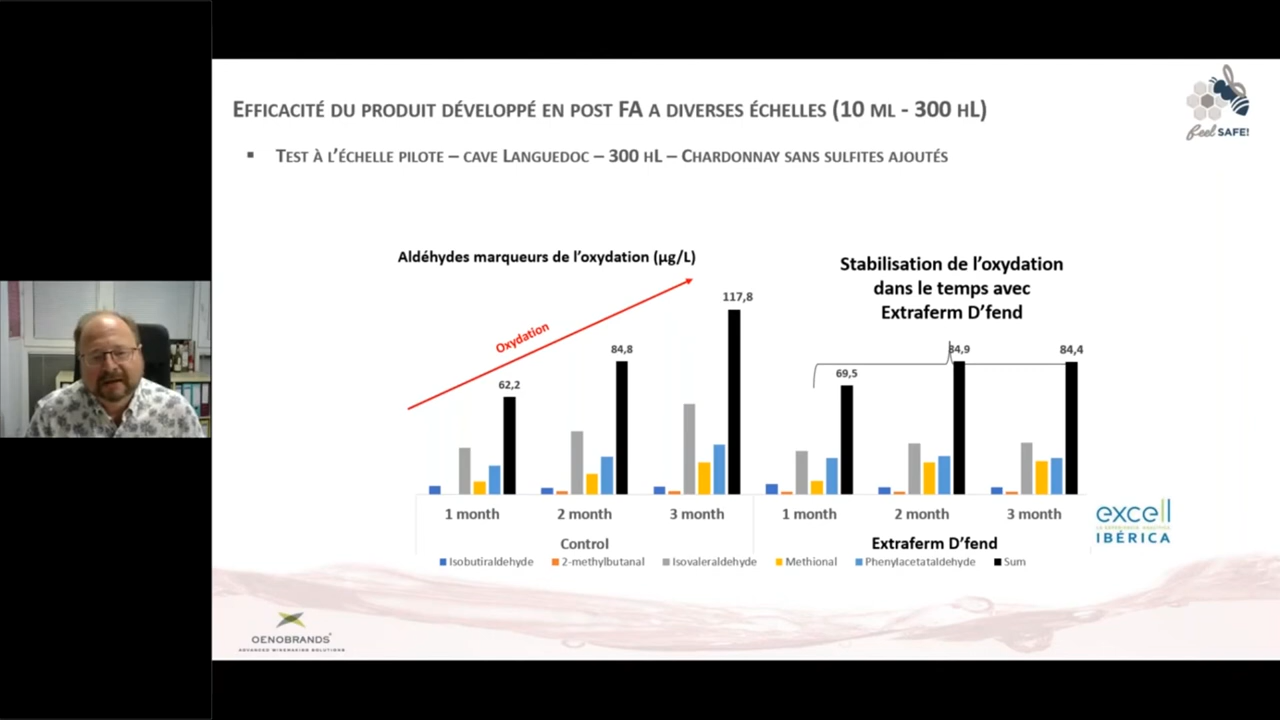 EFFICACITÉ DU PRODUIT DÉVELOPPÉ EN POST FA A DIVERSES ÉCHELLES (10 ML - 300 HL)
feel SAFE!
▪ TEST À L'ÉCHELLE PILOTE – CAVE LANGUEDOC – 300 HL – CHARDONNAY SANS SULFITES AJOUTÉS
Aldéhydes marqueurs de l'oxydation (µg/L)
Stabilisation de l'oxydation
dans le temps avec
Extraferm D'fend
Oxydation
62,2
84,8
117,8
69,5
84,9
84,4
1 month
2 month
3 month
1 month
2 month
3 month
Control
Extraferm D'fend
Isobutiraldehyde
2-methylbutanal
Isovaleraldehyde
Methional
Phenylacetataldehyde
Sum
excell
IBÉRICA
OENOBRANDS
ADVANCED WINEMAKING SOLUTIONS